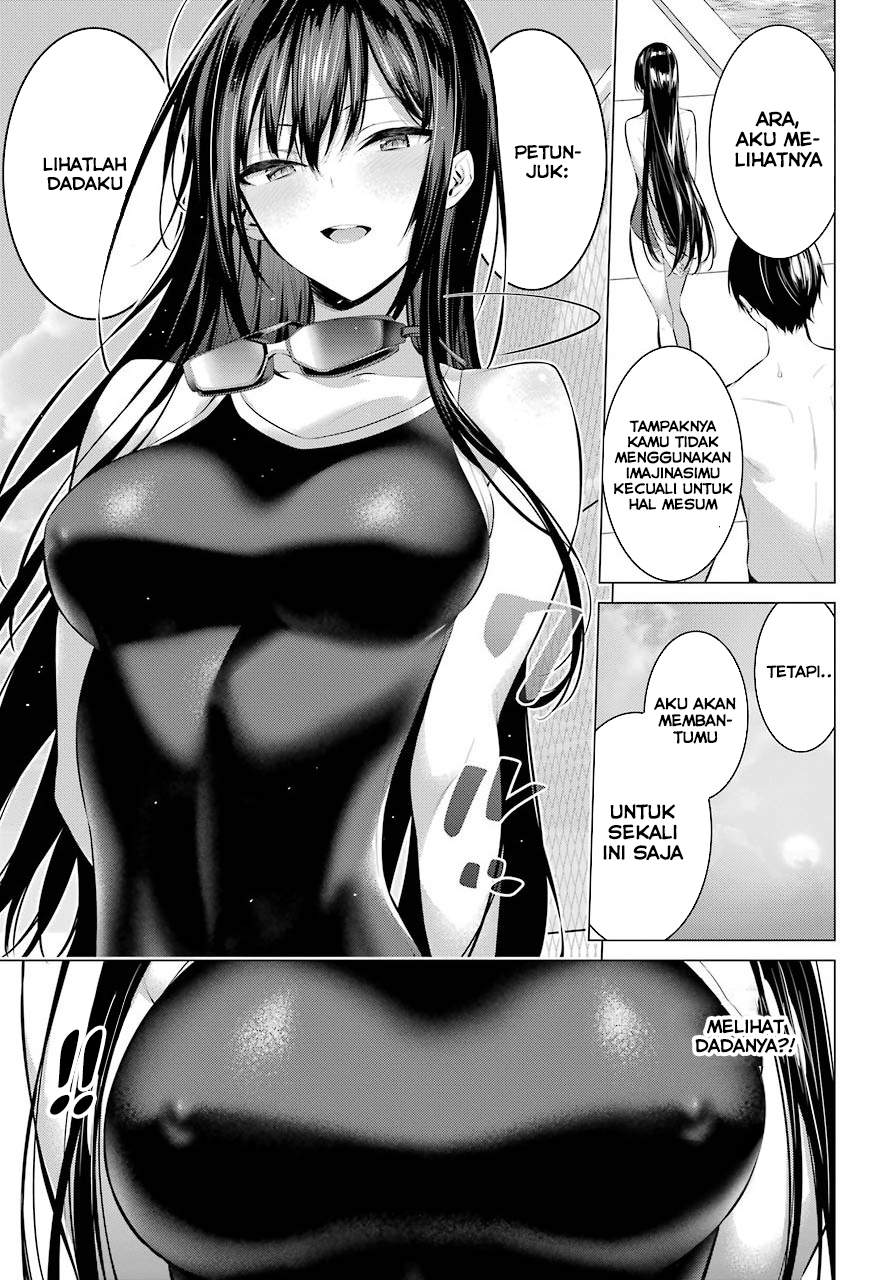 ARA,
AKU ME-
LIHATNYA
TAMPAKNYA
KAMU TIDAK
MENGGUNAKAN
IMAJINASIMU
KECUALI UNTUK
HAL MESUM
TETAPI..
AKU AKAN
MEMBAN-
TUMU
UNTUK
SEKALI
INI SAJA
PETUN-
JUK:
LIHATLAH
DADAKU
MELIHAT
DADANYA?!
!!